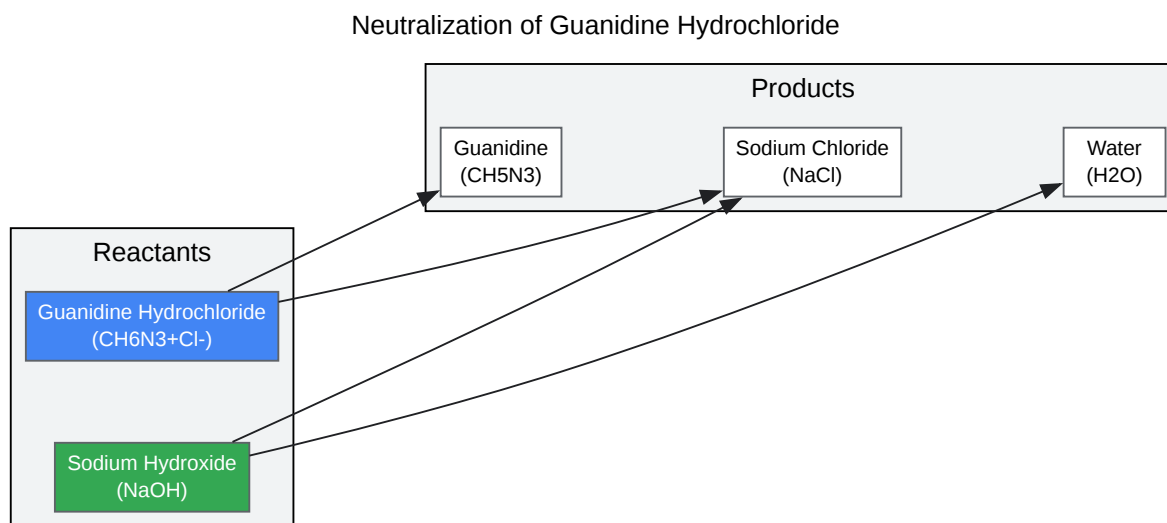 Neutralization of Guanidine Hydrochloride
Products
Guanidine
(CH5N3)
Sodium Chloride
(NaCl)
Water
(H2O)
Reactants
Guanidine Hydrochloride
(CH6N3+Cl-)
Sodium Hydroxide
(NaOH)